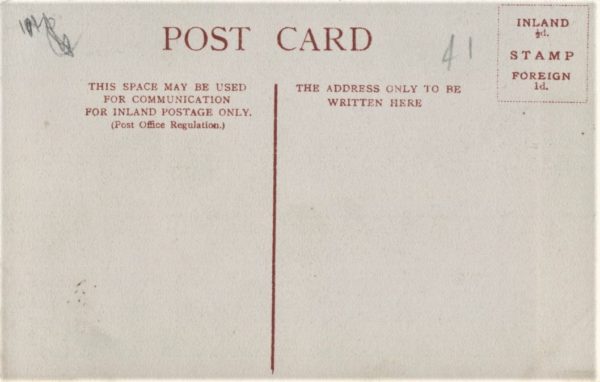 POST CARD
41
INLAND
½d.
STAMP
FOREIGN
1d.
THIS SPACE MAY BE USED
FOR COMMUNICATION
FOR INLAND POSTAGE ONLY.
(Post Office Regulation.)
THE ADDRESS ONLY TO BE
WRITTEN HERE